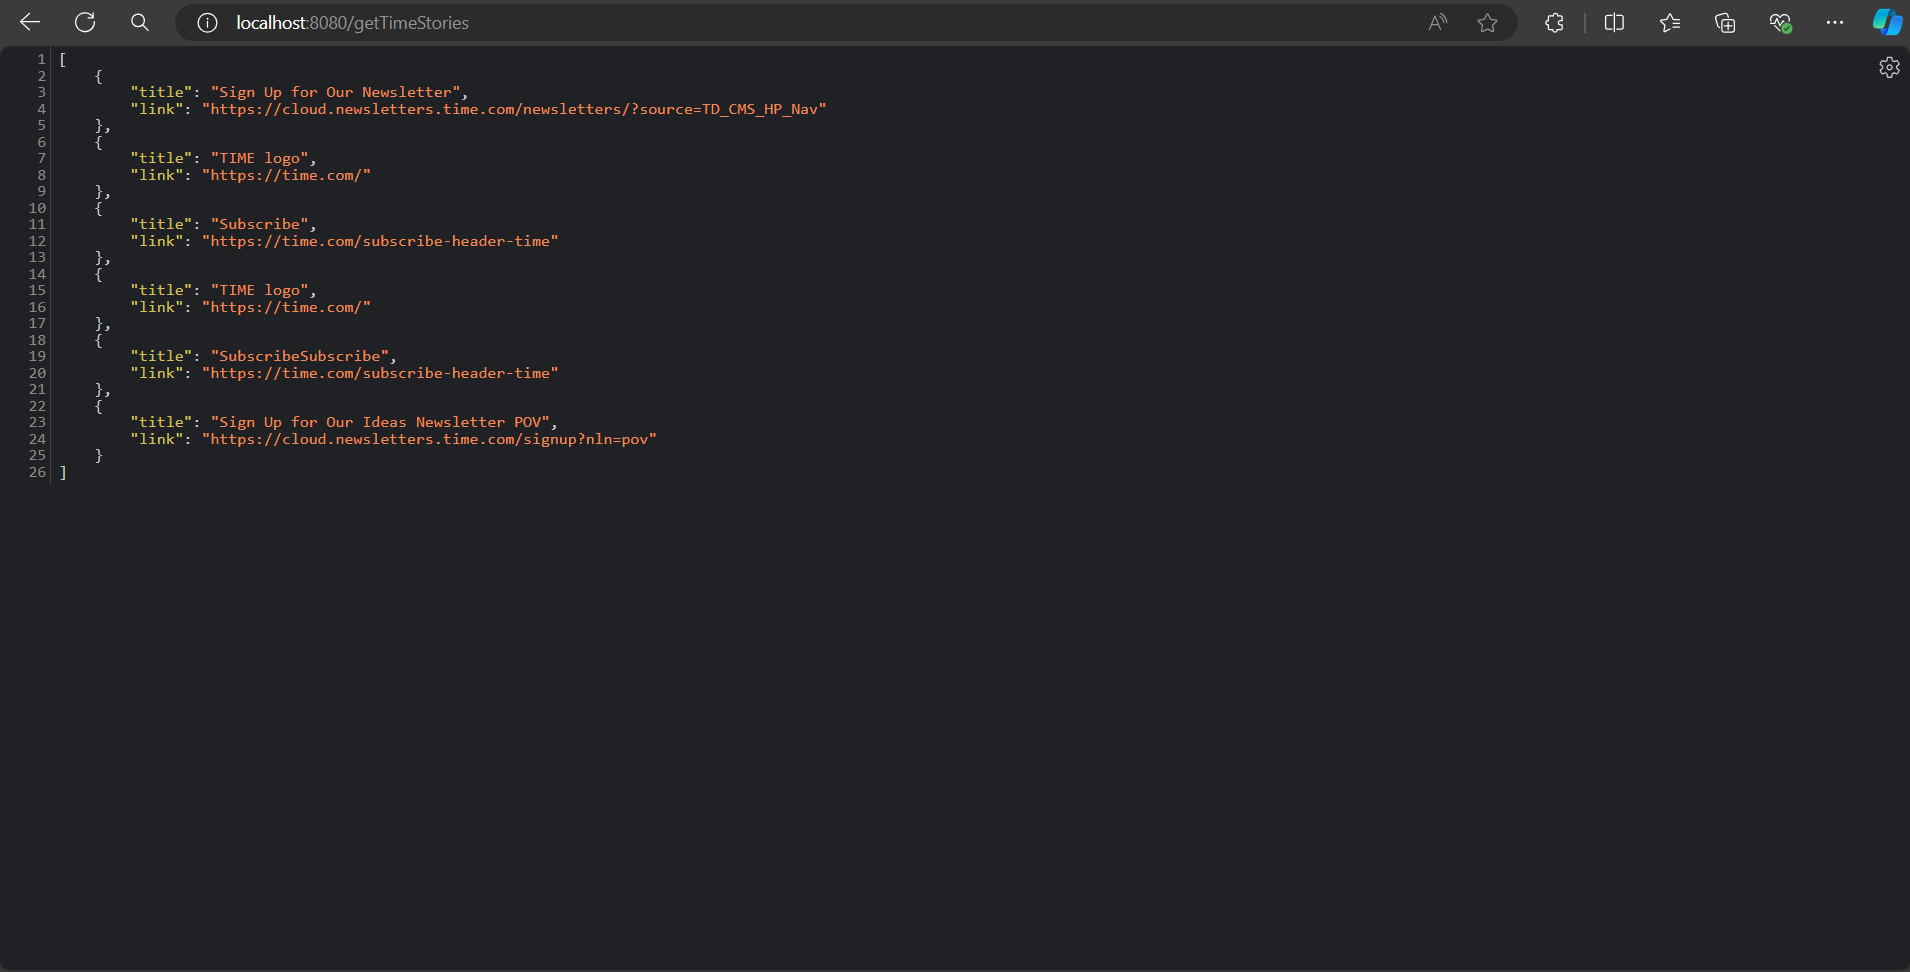 localhost:8080/getTimeStories
1 [
2 {
3 "title": "Sign Up for Our Newsletter",
4 "link": "https://cloud.newsletters.time.com/newsletters/?source=TD_CMS_HP_Nav"
5 },
6 {
7 "title": "TIME logo",
8 "link": "https://time.com/"
9 },
10 {
11 "title": "Subscribe",
12 "link": "https://time.com/subscribe-header-time"
13 },
14 {
15 "title": "TIME logo",
16 "link": "https://time.com/"
17 },
18 {
19 "title": "SubscribeSubscribe",
20 "link": "https://time.com/subscribe-header-time"
21 },
22 {
23 "title": "Sign Up for Our Ideas Newsletter POV",
24 "link": "https://cloud.newsletters.time.com/signup?nln=pov"
25 }
26 ]